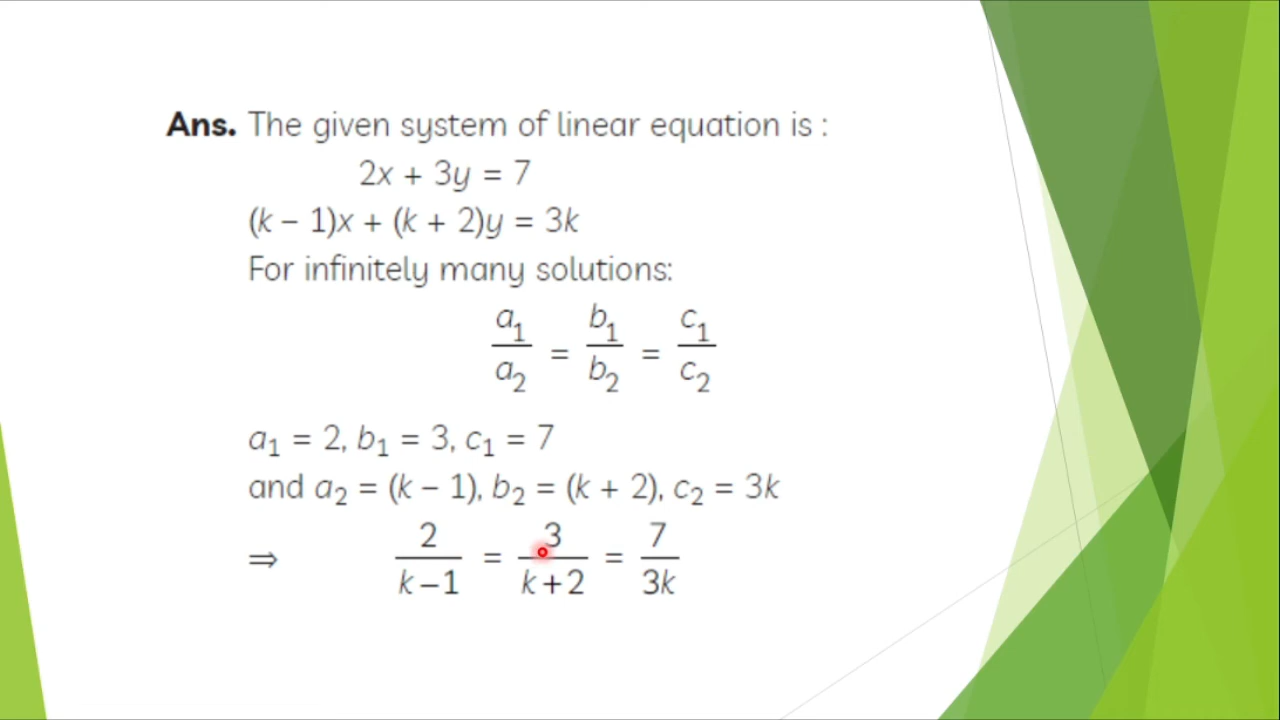 Ans. The given system of linear equation is :
2x + 3y = 7
(k – 1)x + (k + 2)y = 3k
For infinitely many solutions:
a₁/a₂ = b₁/b₂ = c₁/c₂
a₁ = 2, b₁ = 3, c₁ = 7
and a₂ = (k – 1), b₂ = (k + 2), c₂ = 3k
⇒ 2/(k – 1) = 3/(k + 2) = 7/3k